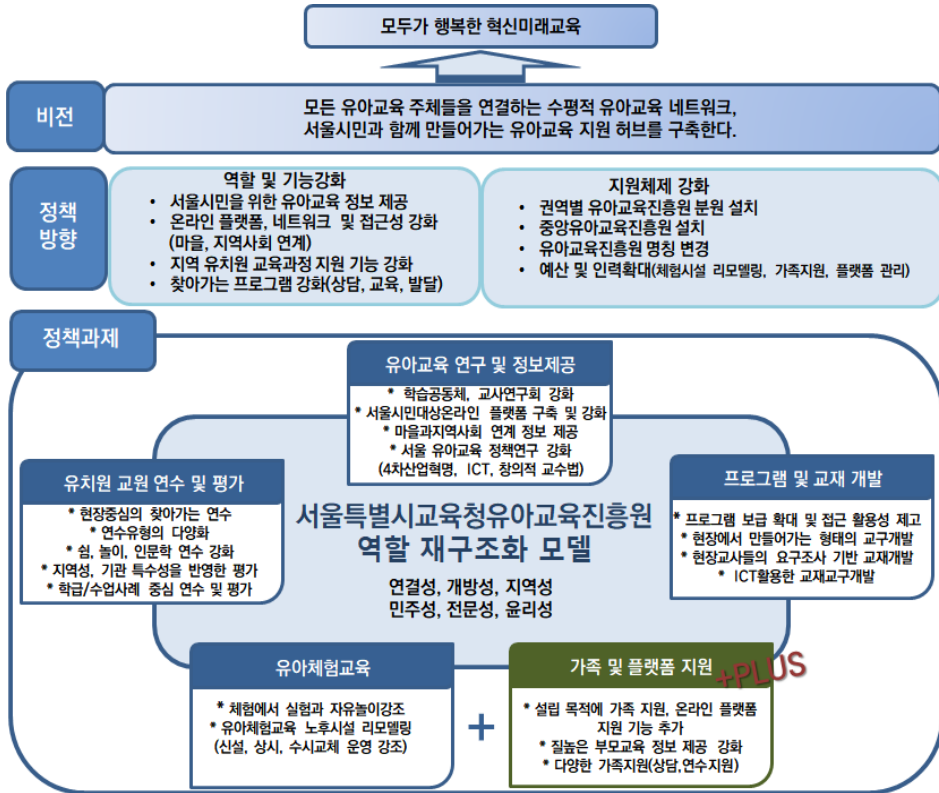 모두가 행복한 혁신미래교육
비전
모든 유아교육 주체들을 연결하는 수평적 유아교육 네트워크,
서울시민과 함께 만들어가는 유아교육 지원 허브를 구축한다.
정책
방향
역할 및 기능강화
• 서울시민을 위한 유아교육 정보 제공
• 온라인 플랫폼, 네트워크 및 접근성 강화
(마을, 지역사회 연계)
• 지역 유치원 교육과정 지원 기능 강화
• 찾아가는 프로그램 강화(상담, 교육, 발달)
지원체제 강화
• 권역별 유아교육진흥원 분원 설치
• 중앙유아교육진흥원 설치
• 유아교육진흥원 명칭 변경
• 예산 및 인력확대(체험시설 리모델링, 가족지원, 플랫폼 관리)
정책과제
유아교육 연구 및 정보제공
* 학습공동체, 교사연구회 강화
* 서울시민대상온라인 플랫폼 구축 및 강화
* 마을과지역사회 연계 정보 제공
* 서울 유아교육 정책연구 강화
(4차산업혁명, ICT, 창의적 교수법)
유치원 교원 연수 및 평가
* 현장중심의 찾아가는 연수
* 연수유형의 다양화
* 쉼, 놀이, 인문학 연수 강화
* 지역성, 기관 특수성을 반영한 평가
* 학급/수업사례 중심 연수 및 평가
서울특별시교육청유아교육진흥원
역할 재구조화 모델
연결성, 개방성, 지역성
민주성, 전문성, 윤리성
프로그램 및 교재 개발
* 프로그램 보급 확대 및 접근 활용성 제고
* 현장에서 만들어가는 형태의 교구개발
* 현장교사들의 요구조사 기반 교재개발
* ICT활용한 교재교구개발
유아체험교육
* 체험에서 실험과 자유놀이강조
* 유아체험교육 노후시설 리모델링
(신설, 상시, 수시교체 운영 강조)
+
가족 및 플랫폼 지원
+PLUS
* 설립 목적에 가족 지원, 온라인 플랫폼
지원 기능 추가
* 질높은 부모교육 정보 제공 강화
* 다양한 가족지원(상담,연수지원)